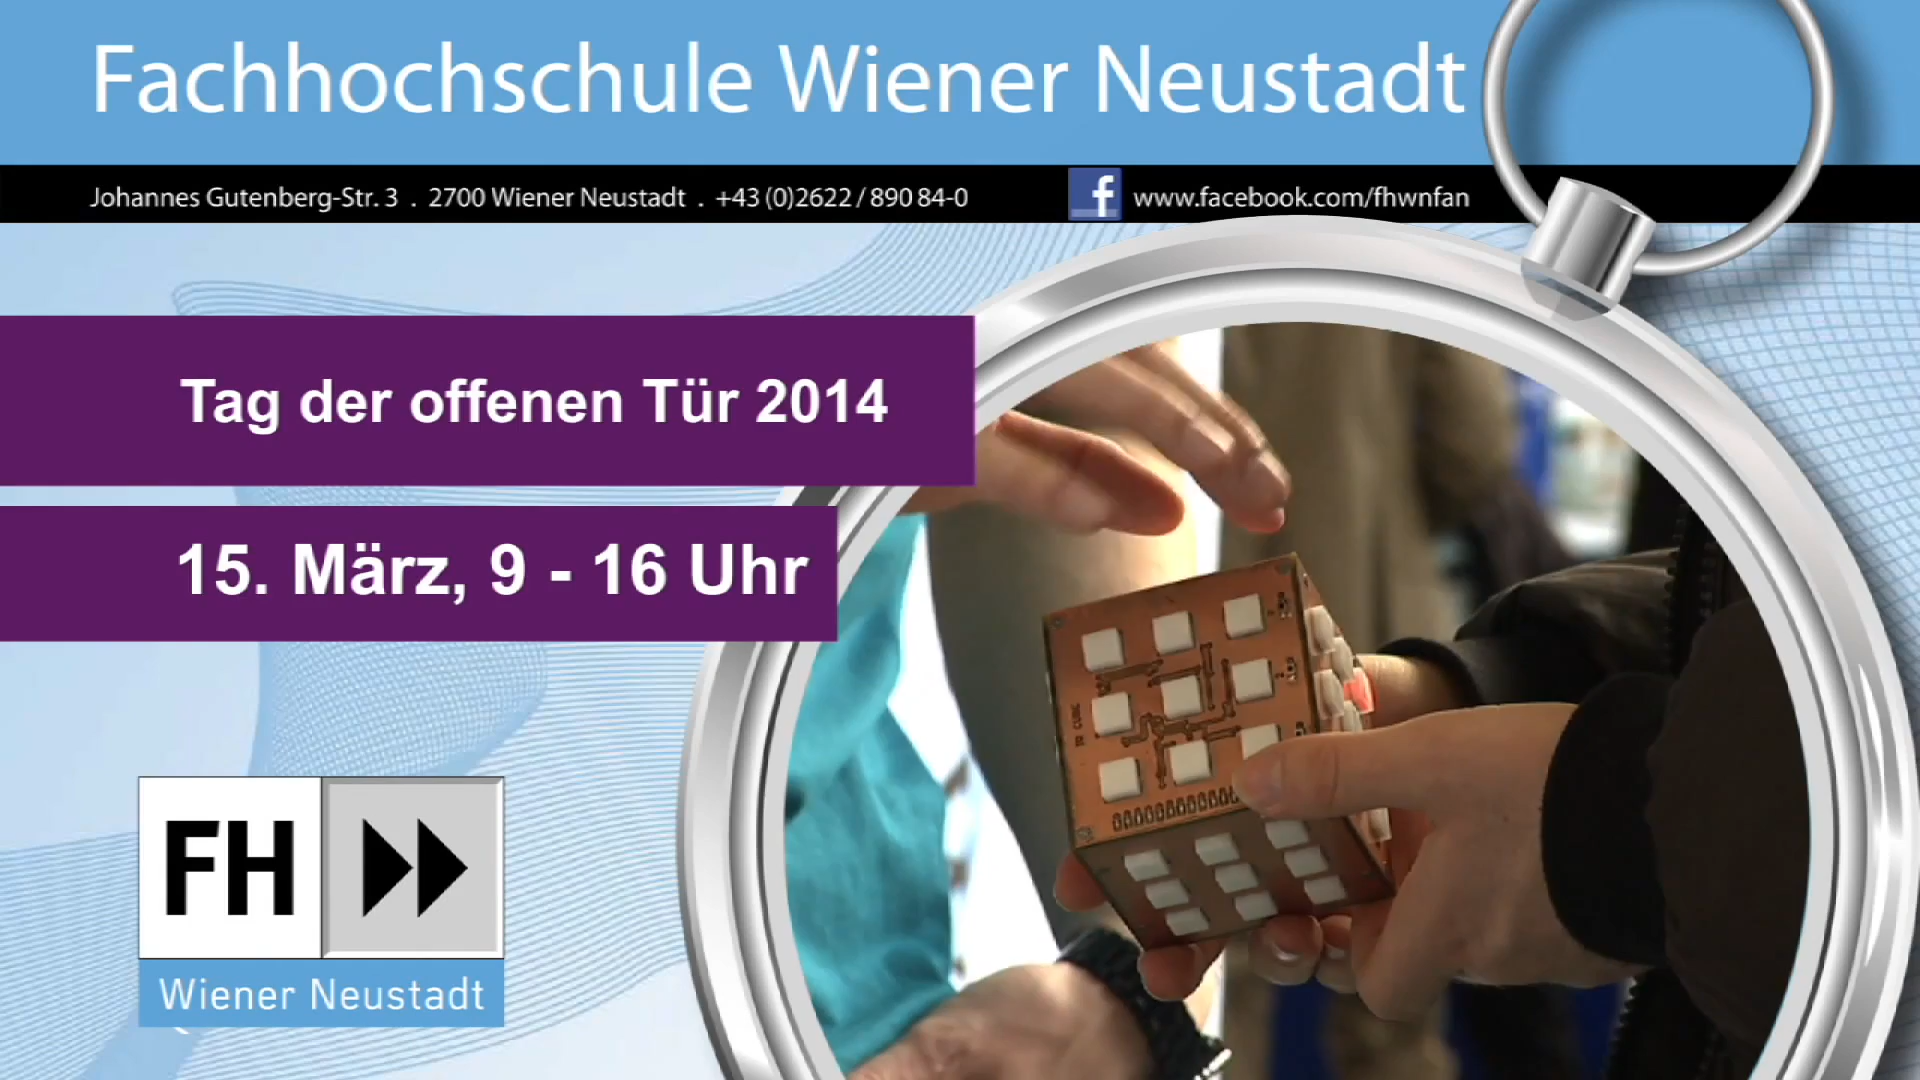 Fachhochschule Wiener Neustadt
Johannes Gutenberg-Str. 3 . 2700 Wiener Neustadt . +43 (0)2622 / 890 84-0
f www.facebook.com/fhwnfan
Tag der offenen Tür 2014
15. März, 9 - 16 Uhr
FH
Wiener Neustadt